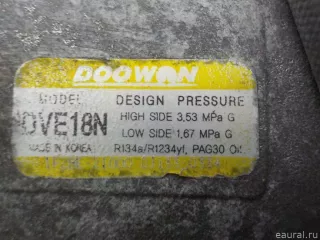 DOOWON
MODEL DESIGN PRESSURE
DVE18N HIGH SIDE 3,53 MPa G
LOW SIDE 1,67 MPa G
MADE IN KOREA R134a/R1234yf, PAG30 Oil
eaural.ru